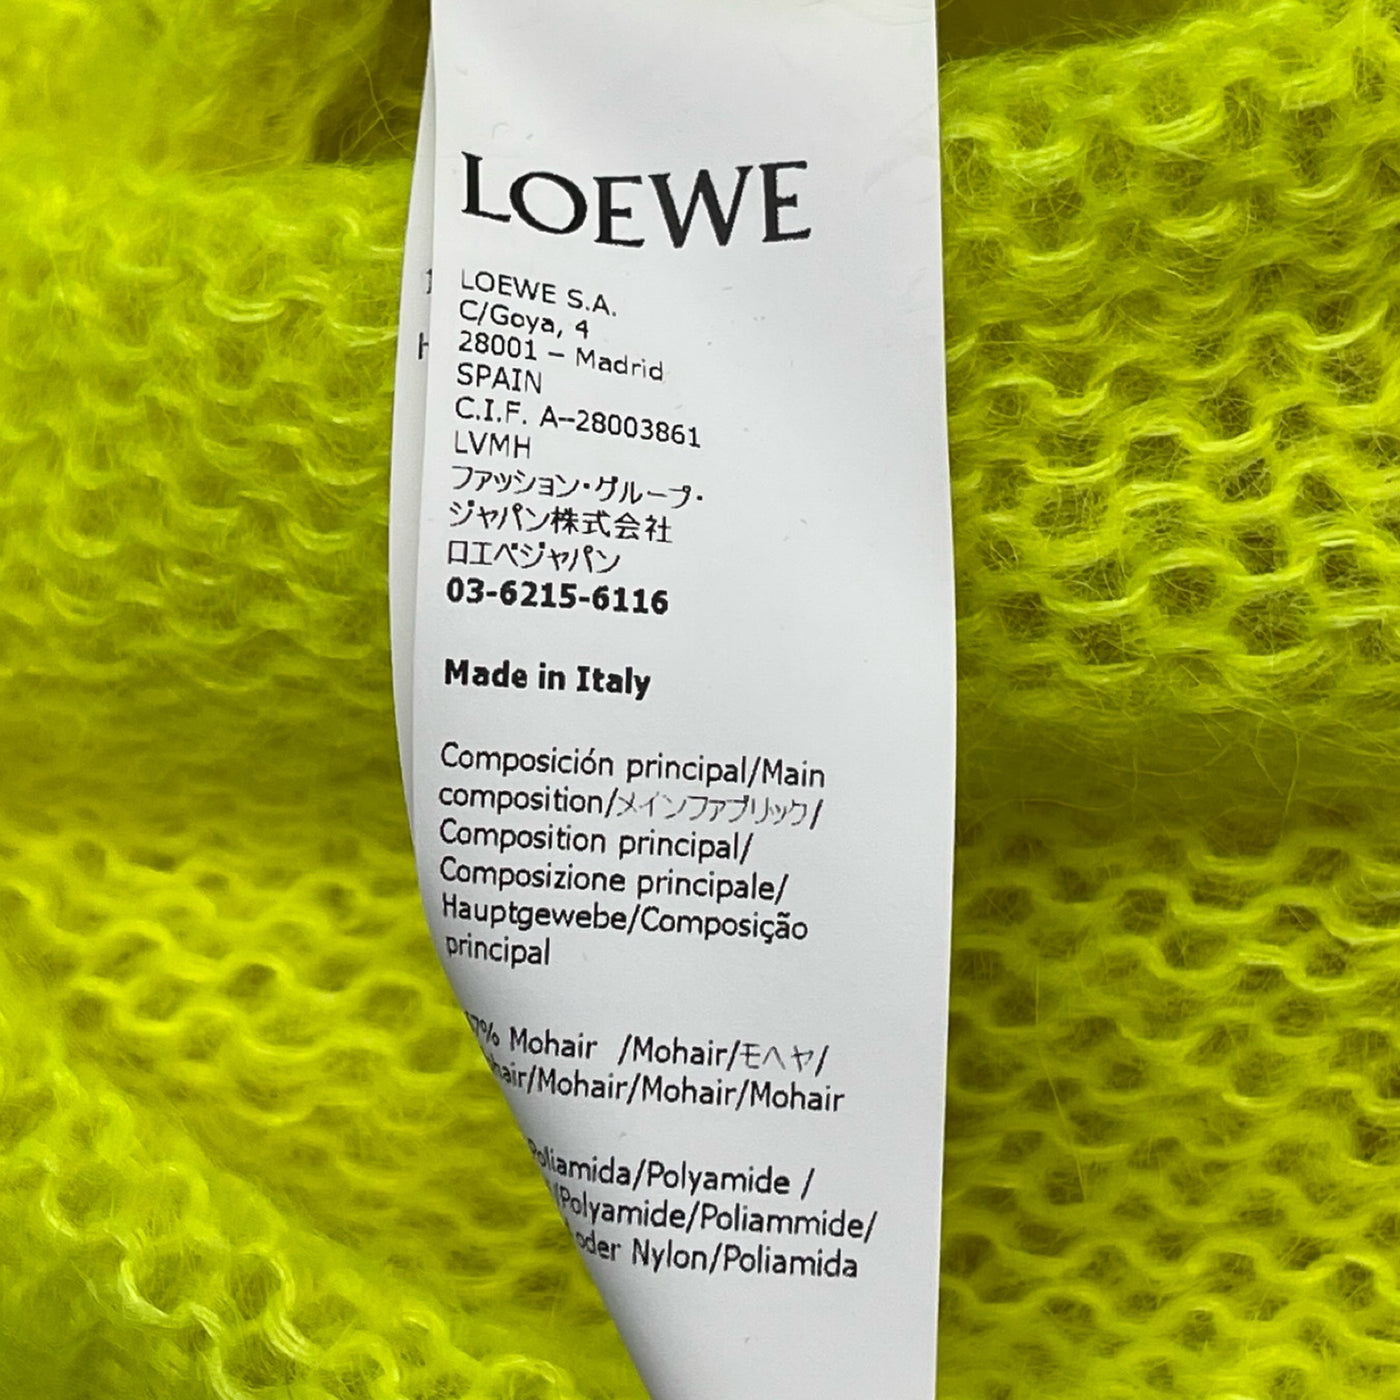 LOEWE
LOEWE S.A.
C/Goya, 4
28001 – Madrid
SPAIN
C.I.F. A--28003861
LVMH
ファッション・グループ・
ジャパン株式会社
ロエベジャパン
03-6215-6116
Made in Italy
Composición principal/Main
composition/メインファブリック/
Composition principal/
Composizione principale/
Hauptgewebe/Composição
principal
Mohair /Mohair/モヘヤ/
/Mohair/Mohair/Mohair
Poliamida/Polyamide /
/Polyamide/Poliammide/
oder Nylon/Poliamida